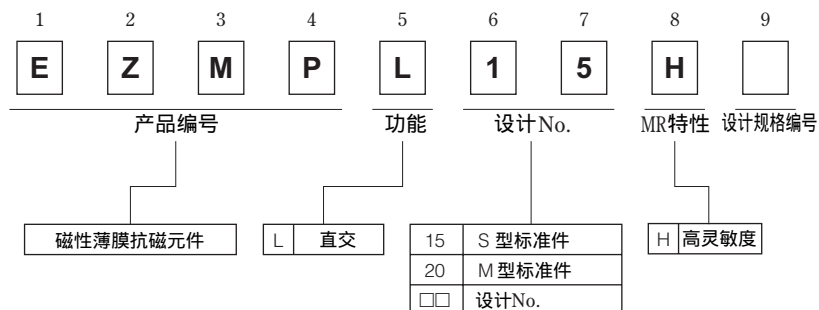 1 2 3 4 5 6 7 8 9
E Z M P L 1 5 H
产品编号 功能 设计No. MR特性 设计规格编号
磁性薄膜抗磁元件 L 直交 15 S型标准件 H 高灵敏度
20 M型标准件
□□ 设计No.